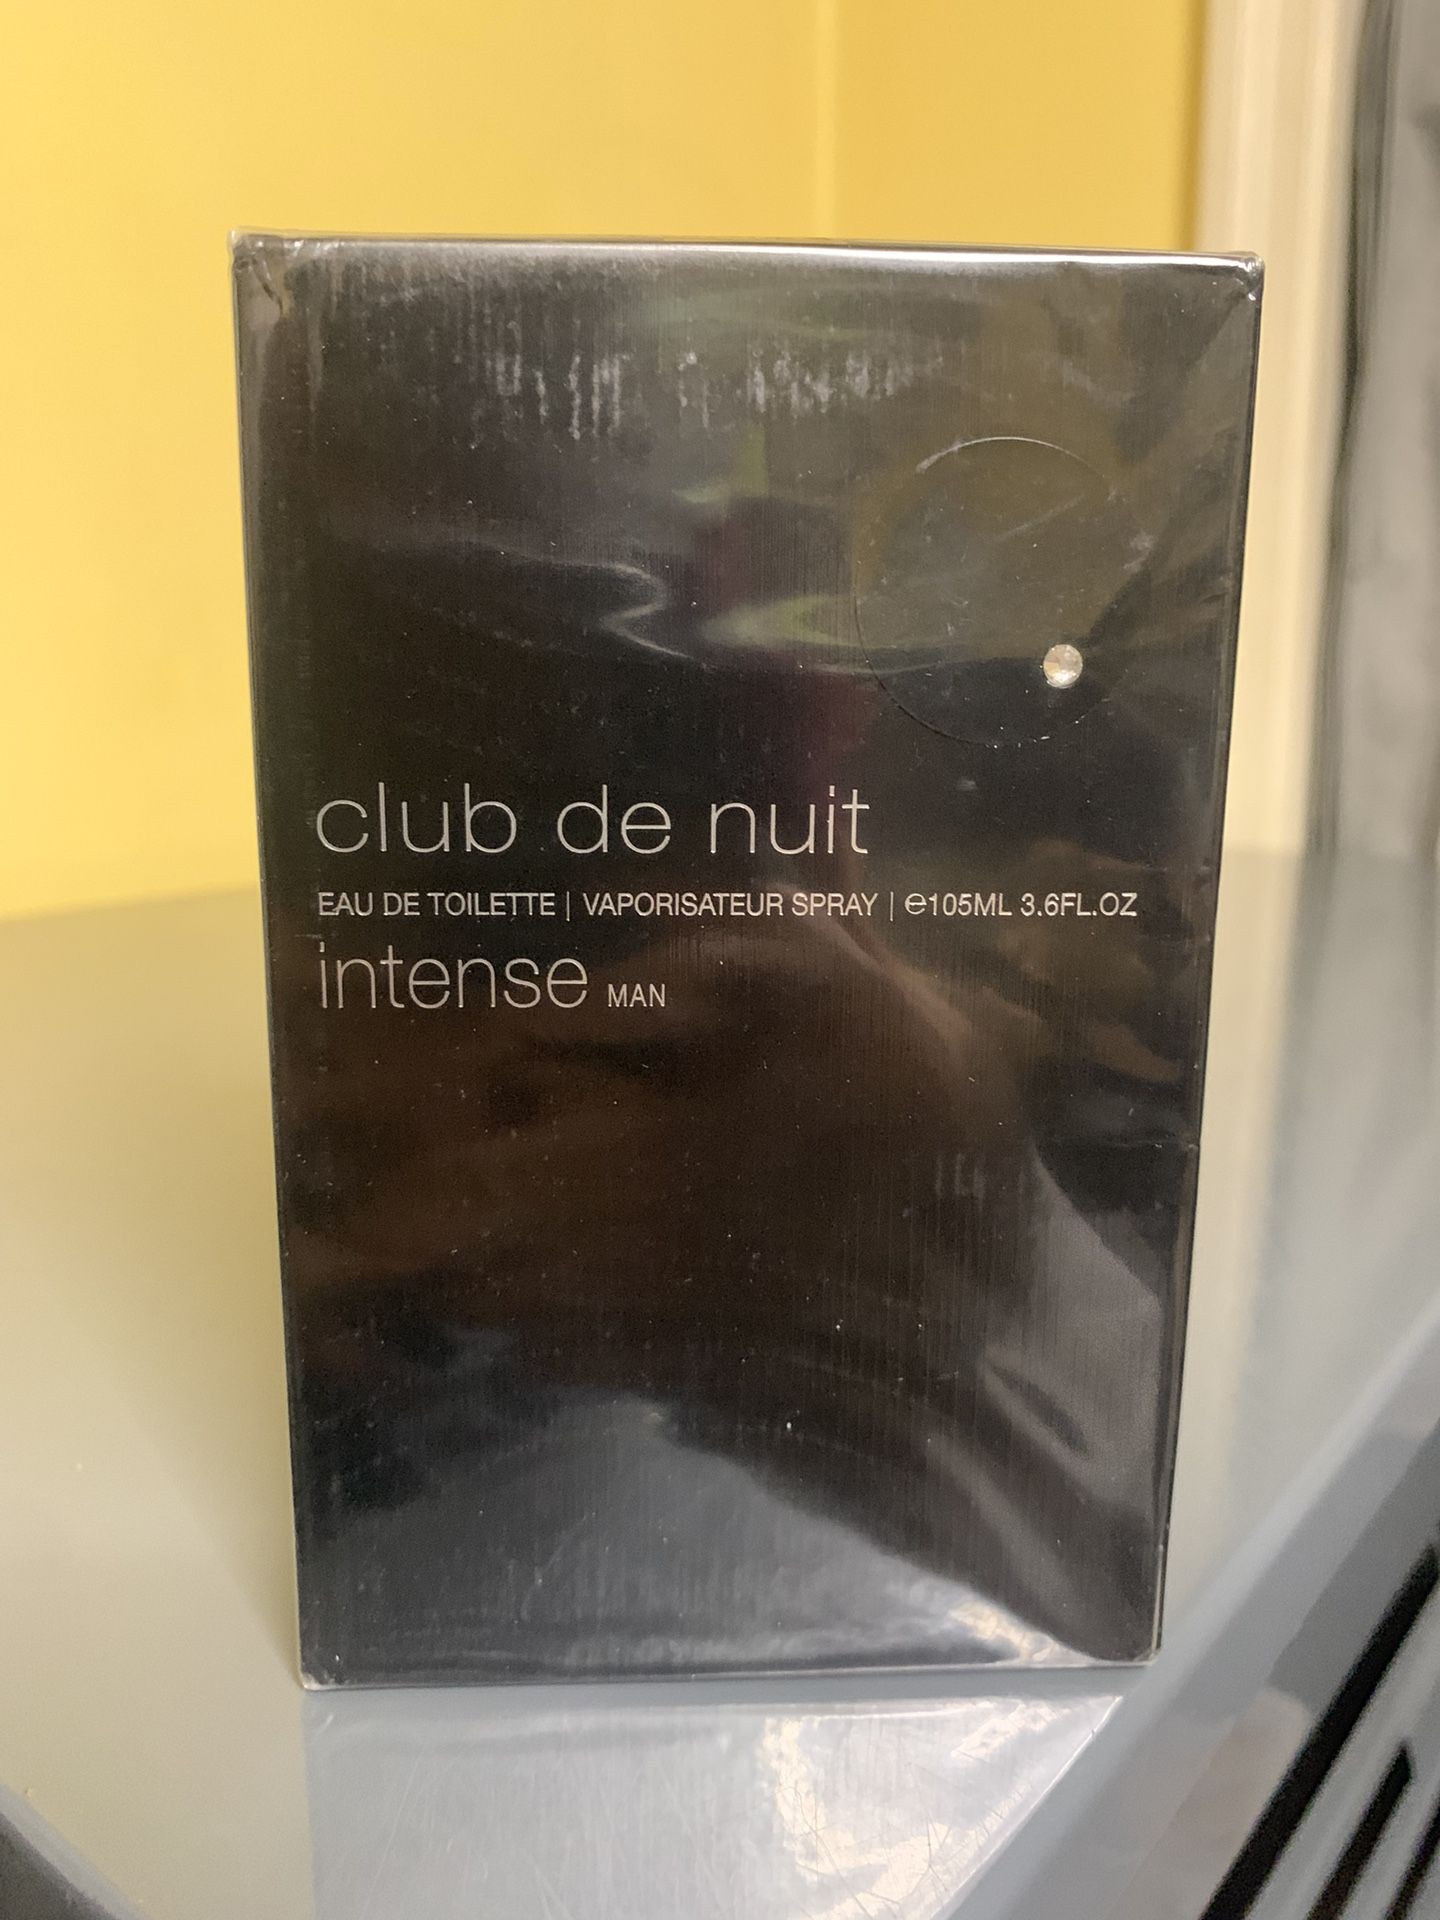 club de nuit
EAU DE TOILETTE | VAPORISATEUR SPRAY | ℮105ML 3.6FL.OZ
intense MAN